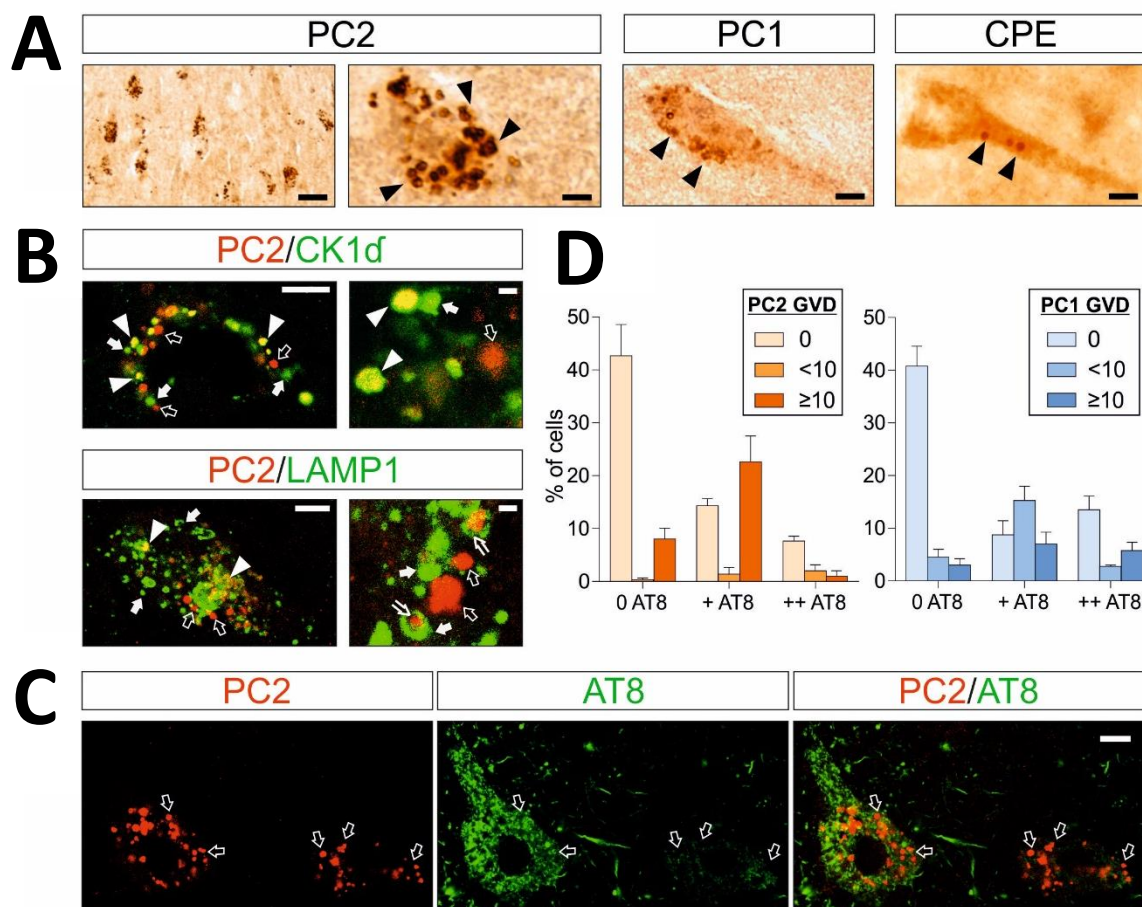 A
PC2
PC1
CPE
B
PC2/CK1ɗ
PC2/LAMP1
D
PC2 GVD
0
<10
≥10
PC1 GVD
0
<10
≥10
% of cells
50
40
30
20
10
0
0 AT8
+ AT8
++ AT8
50
40
30
20
10
0
0 AT8
+ AT8
++ AT8
C
PC2
AT8
PC2/AT8